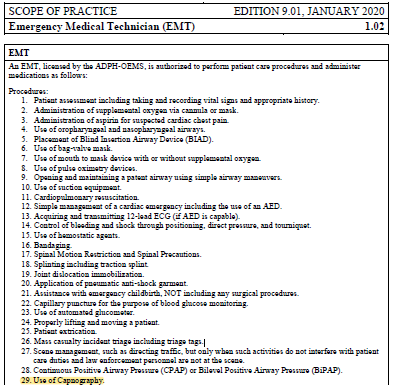 SCOPE OF PRACTICE EDITION 9.01, JANUARY 2020
Emergency Medical Technician (EMT) 1.02
EMT
An EMT, licensed by the ADPH-OEMS, is authorized to perform patient care procedures and administer
medications as follows:
Procedures:
1. Patient assessment including taking and recording vital signs and appropriate history.
2. Administration of supplemental oxygen via cannula or mask.
3. Administration of aspirin for suspected cardiac chest pain.
4. Use of oropharyngeal and nasopharyngeal airways.
5. Placement of Blind Insertion Airway Device (BIAD).
6. Use of bag-valve mask.
7. Use of mouth to mask device with or without supplemental oxygen.
8. Use of pulse oximetry devices.
9. Opening and maintaining a patent airway using simple airway maneuvers.
10. Use of suction equipment.
11. Cardiopulmonary resuscitation.
12. Simple management of a cardiac emergency including the use of an AED.
13. Acquiring and transmitting 12-lead ECG (if AED is capable).
14. Control of bleeding and shock through positioning, direct pressure, and tourniquet.
15. Use of hemostatic agents.
16. Bandaging.
17. Spinal Motion Restriction and Spinal Precautions.
18. Splinting including traction splint.
19. Joint dislocation immobilization.
20. Application of pneumatic anti-shock garment.
21. Assistance with emergency childbirth, NOT including any surgical procedures.
22. Capillary puncture for the purpose of blood glucose monitoring.
23. Use of automated glucometer.
24. Properly lifting and moving a patient.
25. Patient extrication.
26. Mass casualty incident triage including triage tags.
27. Scene management, such as directing traffic, but only when such activities do not interfere with patient
care duties and law enforcement personnel are not at the scene.
28. Continuous Positive Airway Pressure (CPAP) or Bilevel Positive Airway Pressure (BiPAP).
29. Use of Capnography.